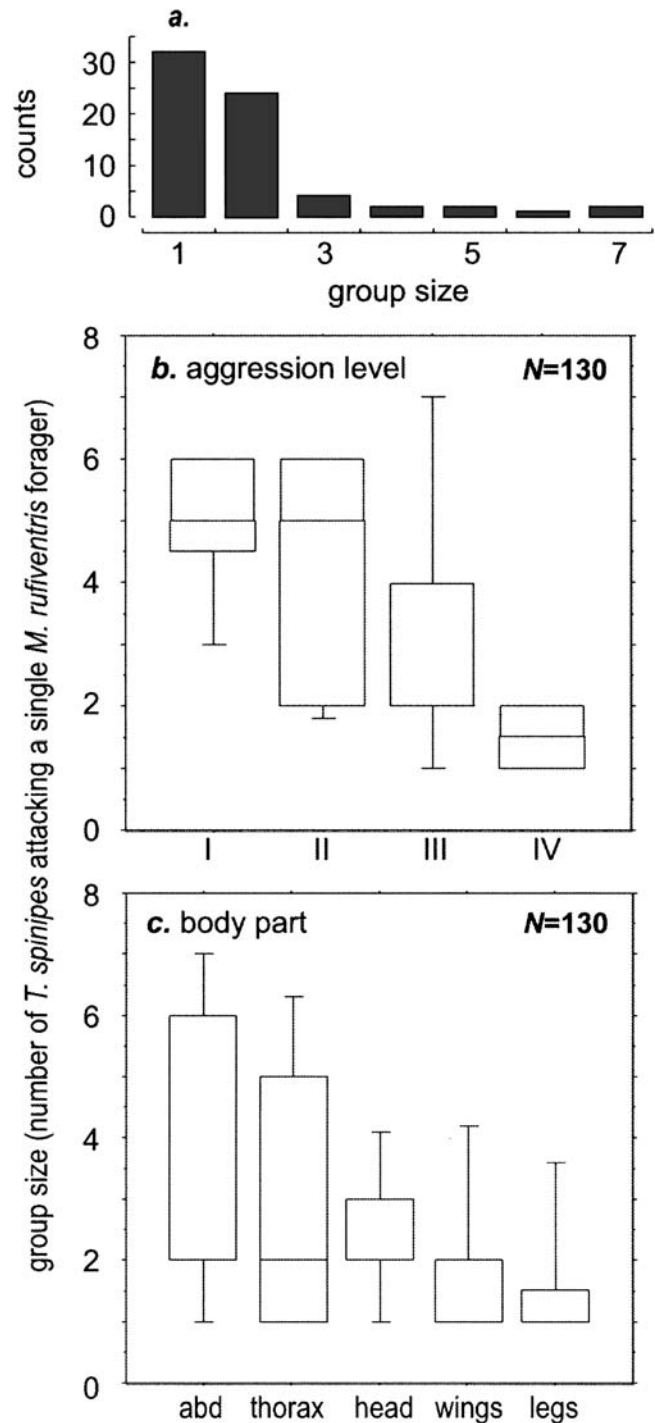 a.
counts
30
20
10
0
1 3 5 7
group size
group size (number of T. spinipes attacking a single M. rufiventris forager)
b. aggression level N=130
8
6
4
2
0
I II III IV
c. body part N=130
8
6
4
2
0
abd thorax head wings legs